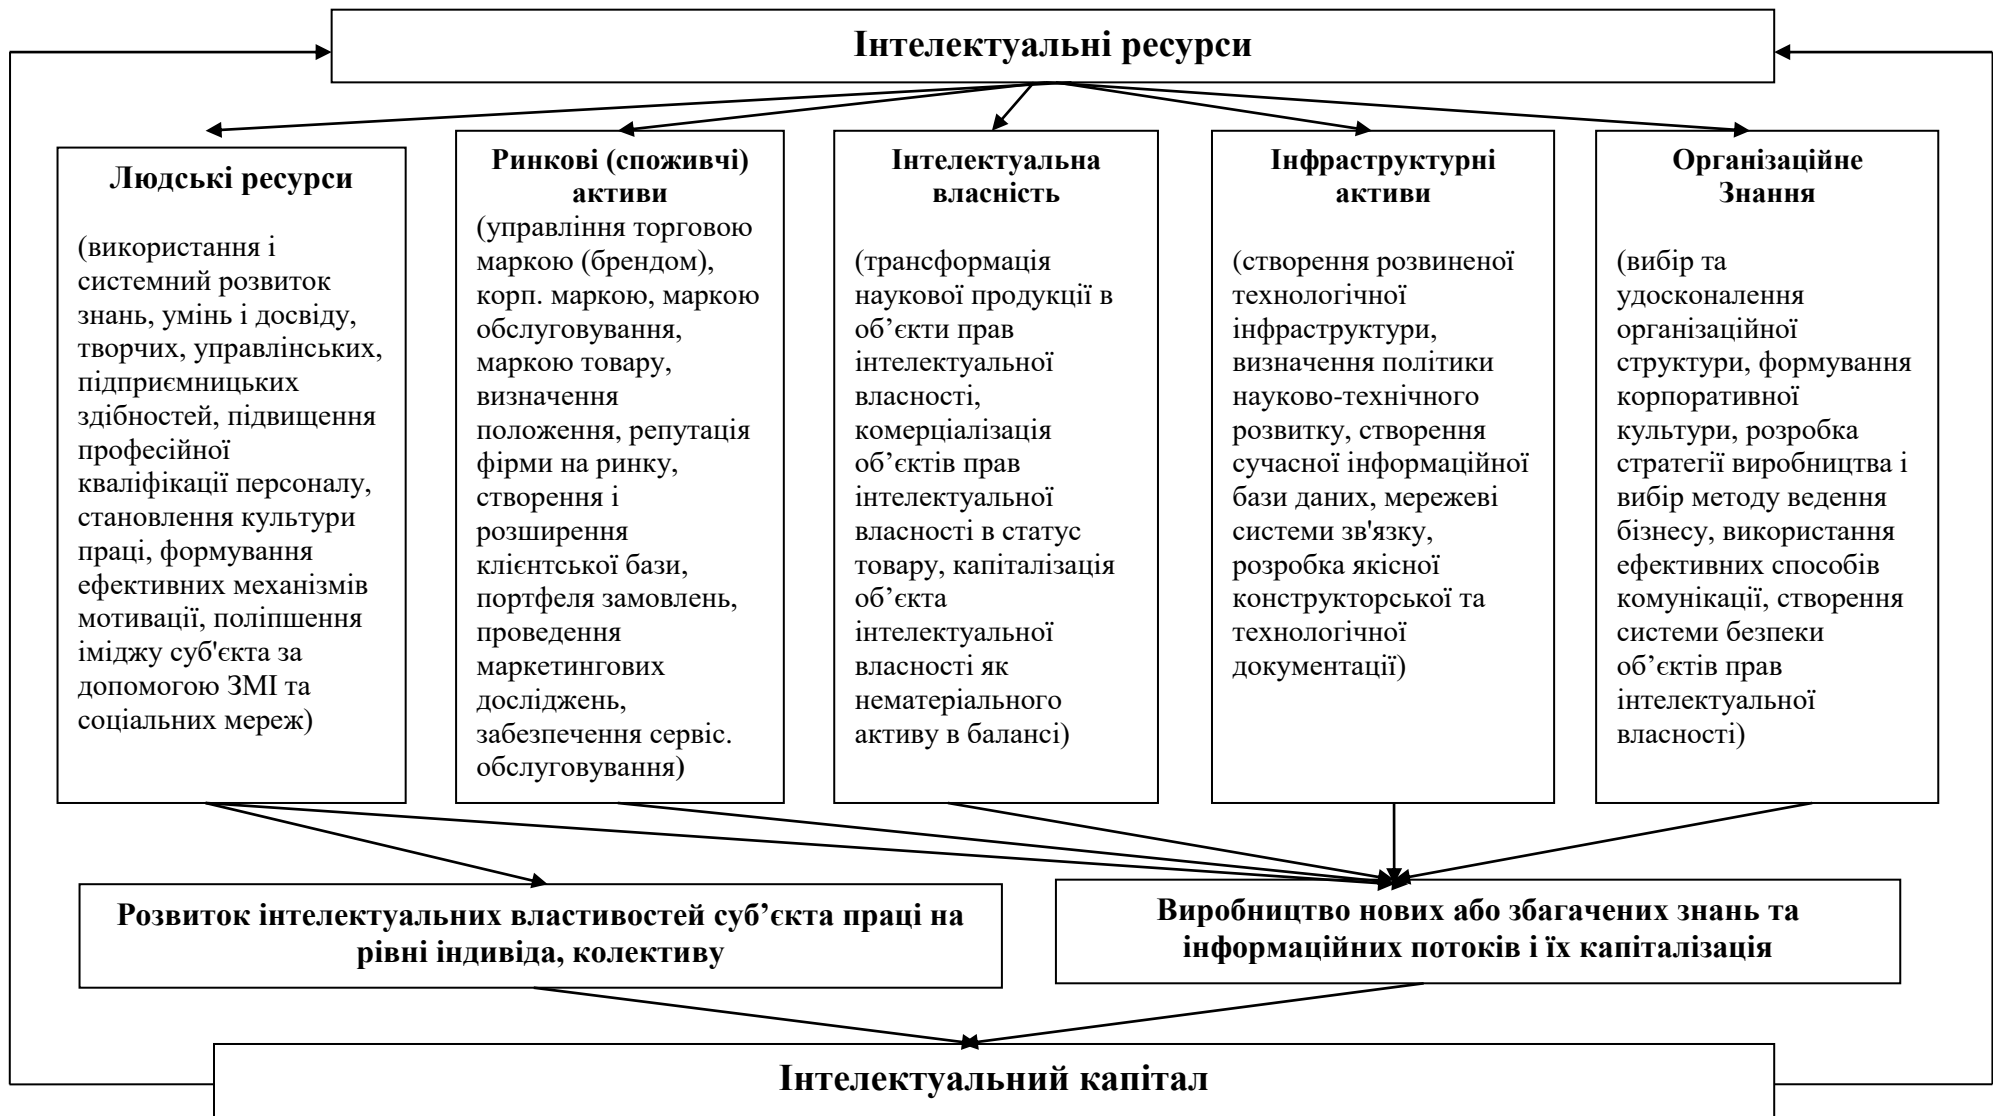 Інтелектуальні ресурси
Людські ресурси
(використання і
системний розвиток
знань, умінь і досвіду,
творчих, управлінських,
підприємницьких
здібностей, підвищення
професійної
кваліфікації персоналу,
становлення культури
праці, формування
ефективних механізмів
мотивації, поліпшення
іміджу суб'єкта за
допомогою ЗМІ та
соціальних мереж)
Ринкові (споживчі)
активи
(управління торговою
маркою (брендом),
корп. маркою, маркою
обслуговування,
маркою товару,
визначення
положення, репутація
фірми на ринку,
створення і
розширення
клієнтської бази,
портфеля замовлень,
проведення
маркетингових
досліджень,
забезпечення сервіс.
обслуговування)
Інтелектуальна
власність
(трансформація
наукової продукції в
об’єкти прав
інтелектуальної
власності,
комерціалізація
об’єктів прав
інтелектуальної
власності в статус
товару, капіталізація
об’єкта
інтелектуальної
власності як
нематеріального
активу в балансі)
Інфраструктурні
активи
(створення розвиненої
технологічної
інфраструктури,
визначення політики
науково-технічного
розвитку, створення
сучасної інформаційної
бази даних, мережеві
системи зв'язку,
розробка якісної
конструкторської та
технологічної
документації)
Організаційне
Знання
(вибір та
удосконалення
організаційної
структури, формування
корпоративної
культури, розробка
стратегії виробництва і
вибір методу ведення
бізнесу, використання
ефективних способів
комунікації, створення
системи безпеки
об’єктів прав
інтелектуальної
власності)
Розвиток інтелектуальних властивостей суб’єкта праці на
рівні індивіда, колективу
Виробництво нових або збагачених знань та
інформаційних потоків і їх капіталізація
Інтелектуальний капітал